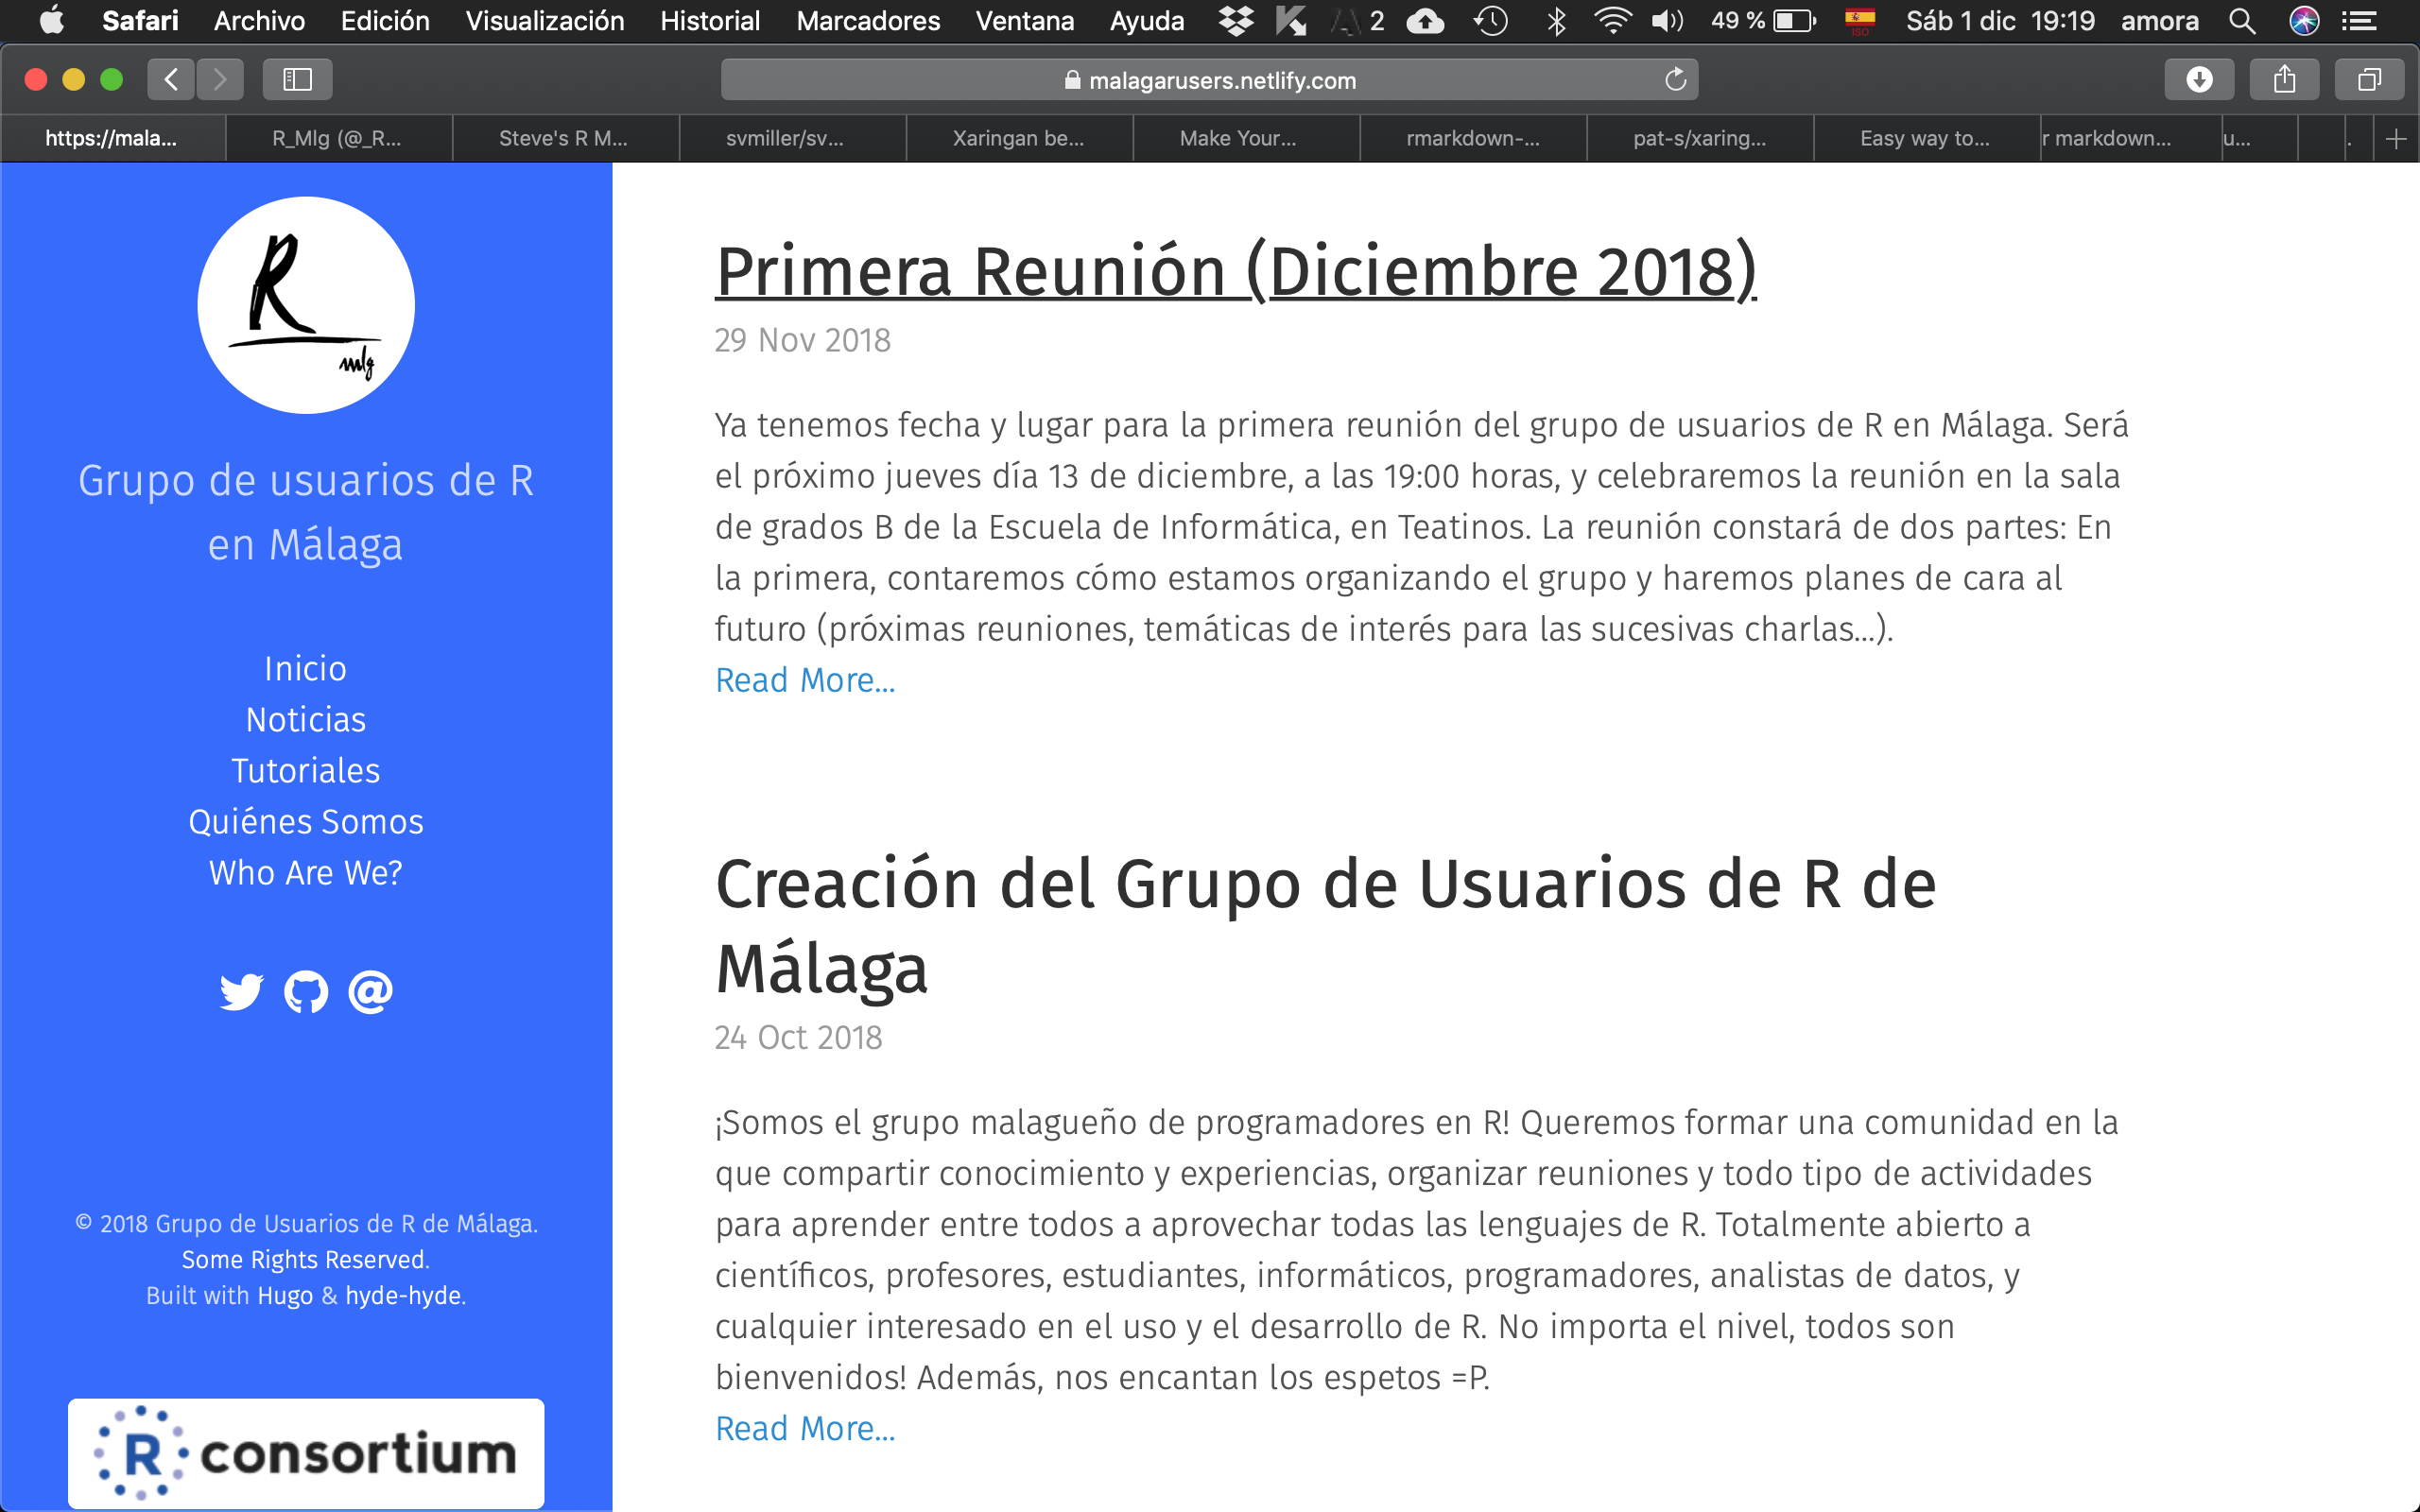 Safari Archivo Edición Visualización Historial Marcadores Ventana Ayuda 2 49 % ISO Sáb 1 dic 19:19 amora
malagarusers.netlify.com
https://mala... R_Mlg (@_R... Steve's R M... svmiller/sv... Xaringan be... Make Your... rmarkdown-... pat-s/xaring... Easy way to... r markdown... u... .
R
mlg
Grupo de usuarios de R
en Málaga
Inicio
Noticias
Tutoriales
Quiénes Somos
Who Are We?
© 2018 Grupo de Usuarios de R de Málaga.
Some Rights Reserved.
Built with Hugo & hyde-hyde.
R consortium
Primera Reunión (Diciembre 2018)
29 Nov 2018
Ya tenemos fecha y lugar para la primera reunión del grupo de usuarios de R en Málaga. Será
el próximo jueves día 13 de diciembre, a las 19:00 horas, y celebraremos la reunión en la sala
de grados B de la Escuela de Informática, en Teatinos. La reunión constará de dos partes: En
la primera, contaremos cómo estamos organizando el grupo y haremos planes de cara al
futuro (próximas reuniones, temáticas de interés para las sucesivas charlas...).
Read More...
Creación del Grupo de Usuarios de R de
Málaga
24 Oct 2018
¡Somos el grupo malagueño de programadores en R! Queremos formar una comunidad en la
que compartir conocimiento y experiencias, organizar reuniones y todo tipo de actividades
para aprender entre todos a aprovechar todas las lenguajes de R. Totalmente abierto a
científicos, profesores, estudiantes, informáticos, programadores, analistas de datos, y
cualquier interesado en el uso y el desarrollo de R. No importa el nivel, todos son
bienvenidos! Además, nos encantan los espetos =P.
Read More...